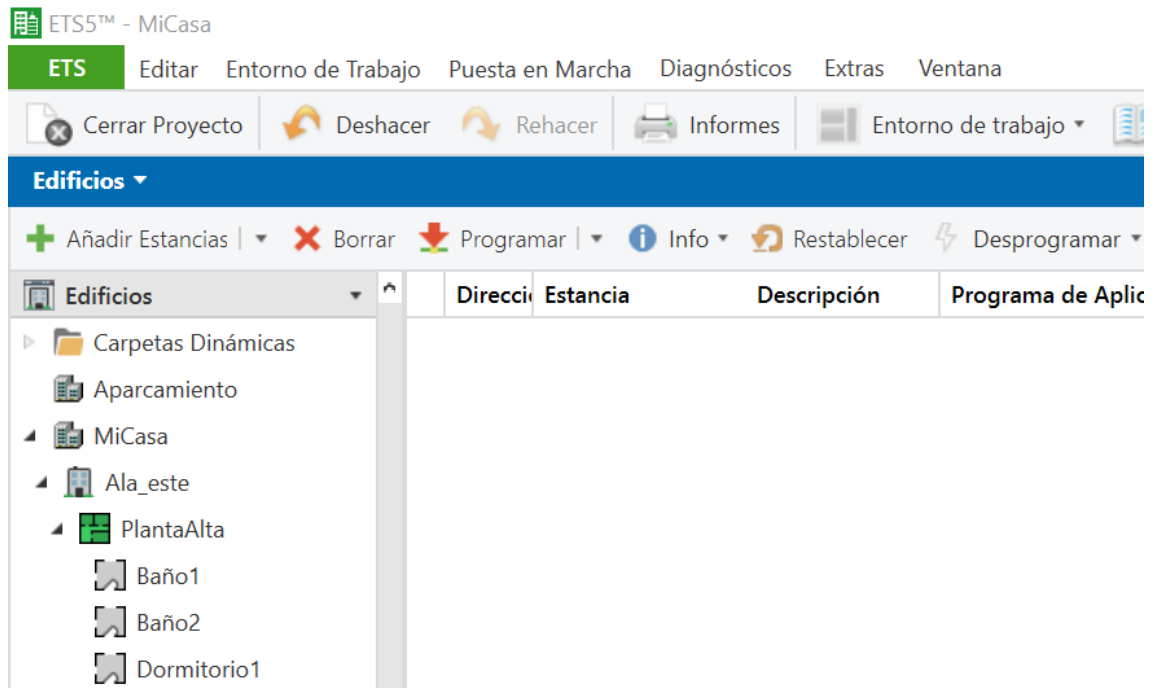 ETS5™ - MiCasa
ETS Editar Entorno de Trabajo Puesta en Marcha Diagnósticos Extras Ventana
Cerrar Proyecto Deshacer Rehacer Informes Entorno de trabajo
Edificios
Añadir Estancias Borrar Programar Info Restablecer Desprogramar
Edificios Direcci Estancia Descripción Programa de Aplic
Carpetas Dinámicas
Aparcamiento
MiCasa
Ala_este
PlantaAlta
Baño1
Baño2
Dormitorio1